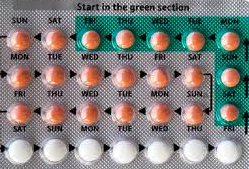 Start in the green section
SUN SAT FRI THU WED TUE MON
MON TUE WED THU FRI SAT SUN
FRI THU WED TUE MON SUN SAT
SAT SUN MON TUE WED THU FRI